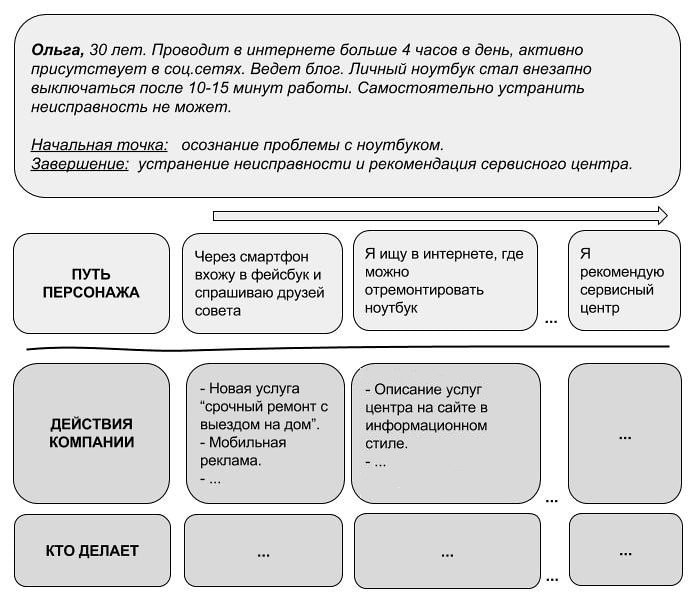 Ольга, 30 лет. Проводит в интернете больше 4 часов в день, активно
присутствует в соц.сетях. Ведет блог. Личный ноутбук стал внезапно
выключаться после 10-15 минут работы. Самостоятельно устранить
неисправность не может.
Начальная точка: осознание проблемы с ноутбуком.
Завершение: устранение неисправности и рекомендация сервисного центра.
ПУТЬ
ПЕРСОНАЖА
Через смартфон
вхожу в фейсбук и
спрашиваю друзей
совета
Я ищу в интернете, где
можно
отремонтировать
ноутбук
...
Я
рекомендую
сервисный
центр
ДЕЙСТВИЯ
КОМПАНИИ
- Новая услуга
“срочный ремонт с
выездом на дом”.
- Мобильная
реклама.
- ...
- Описание услуг
центра на сайте в
информационном
стиле.
- ...
...
...
КТО ДЕЛАЕТ
...
...
...
...